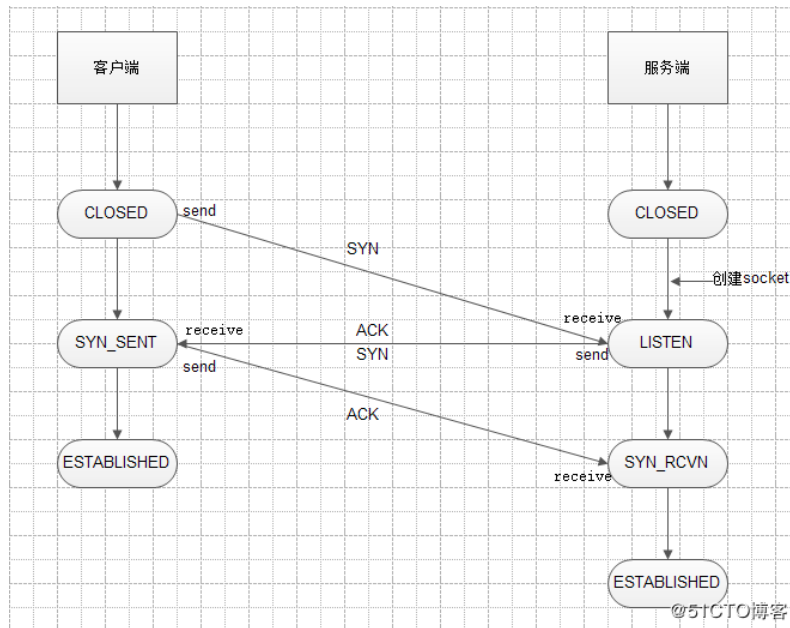 客户端
服务端
CLOSED
send
CLOSED
SYN
创建socket
receive
receive
ACK
SYN_SENT
LISTEN
SYN
send
send
ACK
ESTABLISHED
SYN_RCVN
receive
ESTABLISHED
@51CTO博客